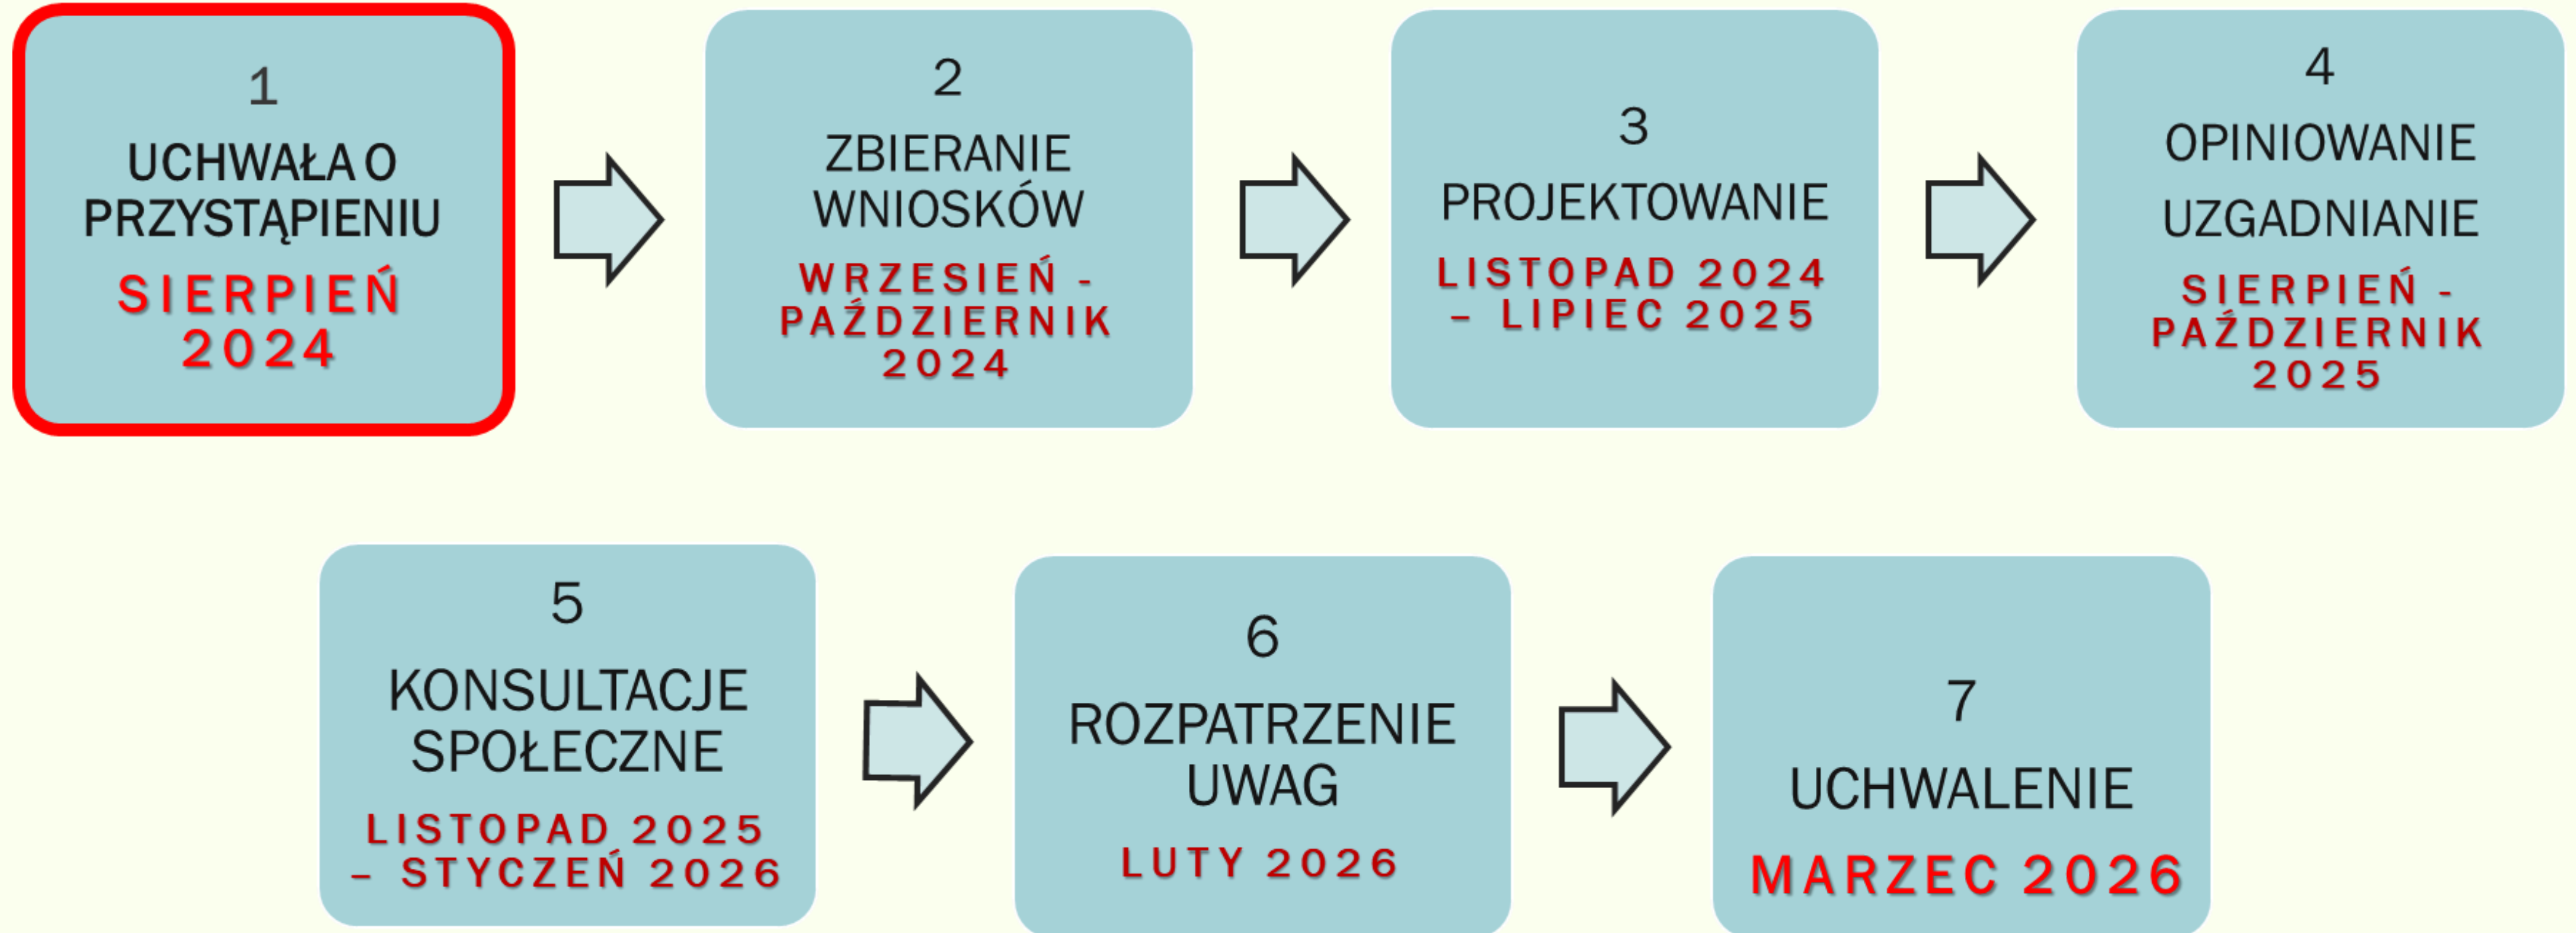 1
UCHWAŁA O
PRZYSTĄPIENIU
SIERPIEŃ
2024
2
ZBIERANIE
WNIOSKÓW
WRZESIEŃ -
PAŹDZIERNIK
2024
3
PROJEKTOWANIE
LISTOPAD 2024
– LIPIEC 2025
4
OPINIOWANIE
UZGADNIANIE
SIERPIEŃ -
PAŹDZIERNIK
2025
5
KONSULTACJE
SPOŁECZNE
LISTOPAD 2025
– STYCZEŃ 2026
6
ROZPATRZENIE
UWAG
LUTY 2026
7
UCHWALENIE
MARZEC 2026